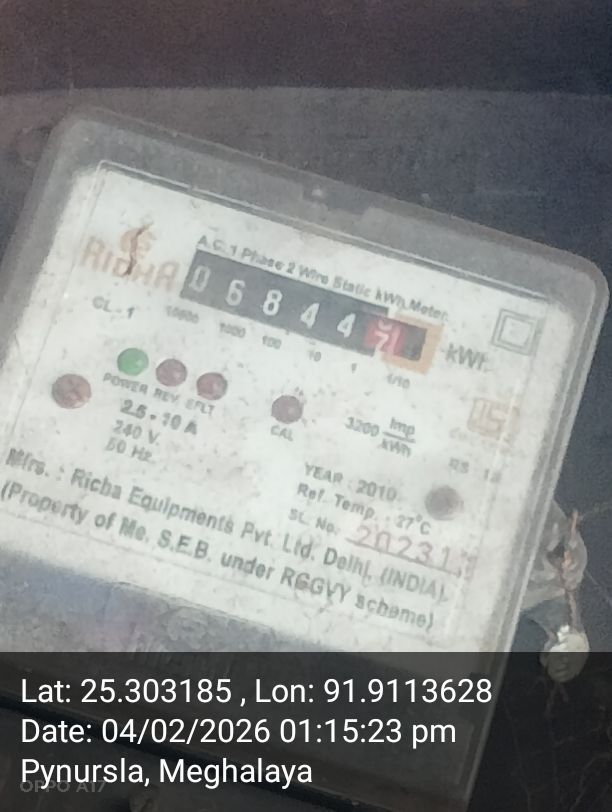 RICHA
A.C. 1 Phase 2 Wire Static kWh Meter
0 6 8 4 4
kWh
CL-1
10000 1000 100 10 1 1/10
POWER REV EFLT
CAL
2.5-10 A
240 V
50 Hz
3200 Imp/kWh
YEAR : 2010
Ref. Temp. : 27°C
SL. No.
Mfrs. : Richa Equipments Pvt. Ltd. Delhi, (INDIA)
(Property of Me. S.E.B. under RGGVY scheme)
Lat: 25.303185 , Lon: 91.9113628
Date: 04/02/2026 01:15:23 pm
Pynursla, Meghalaya
OPPO A17